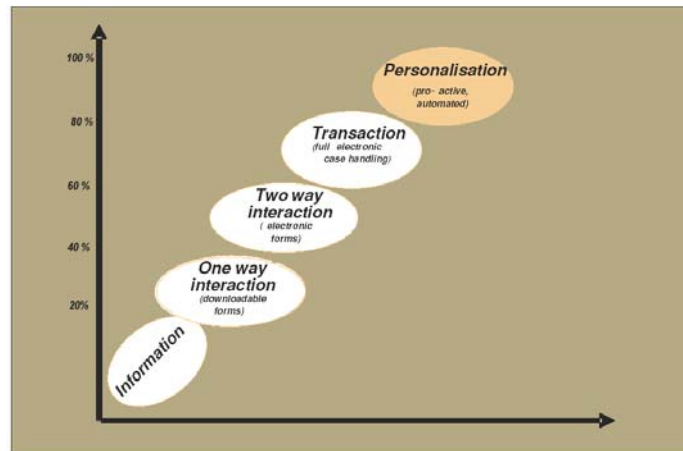 100 %
80 %
60 %
40 %
20%
Personalisation
(pro- active,
automated)
Transaction
(full electronic
case handling)
Two way
interaction
( electronic
forms)
One way
interaction
(downloadable
forms)
Information